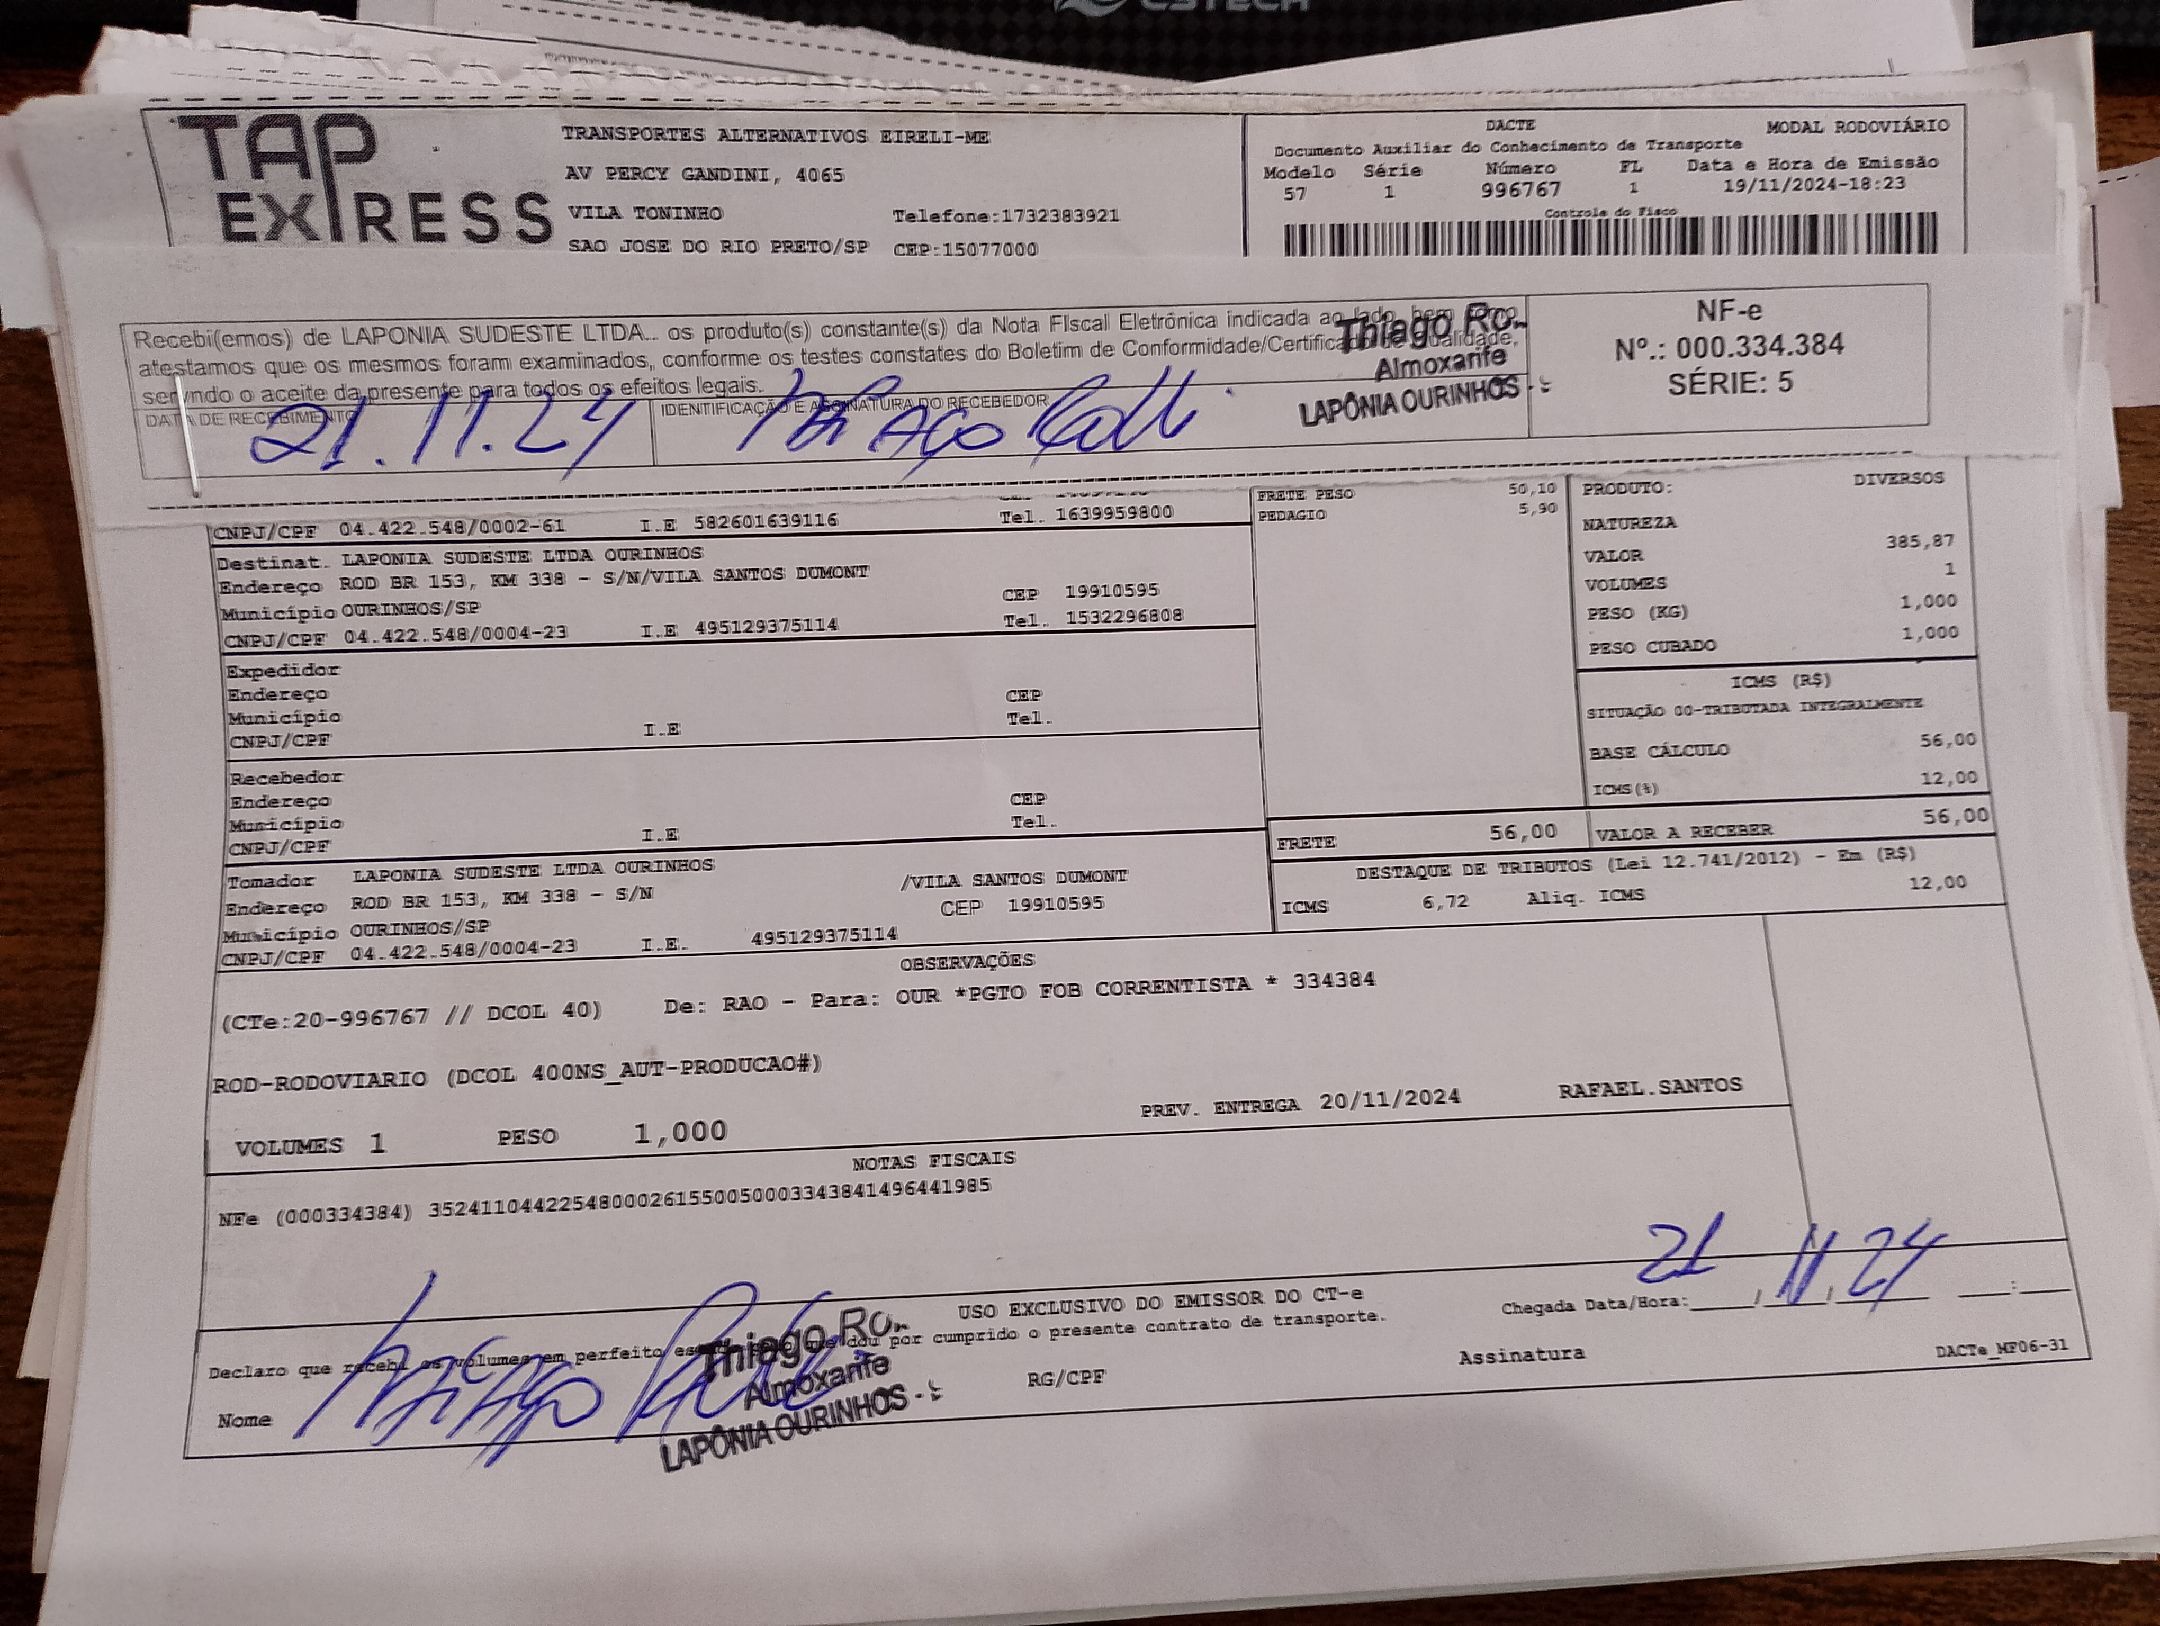 CSTECH
TAP EXPRESS
TRANSPORTES ALTERNATIVOS EIRELI-ME
AV PERCY GANDINI, 4065
VILA TONINHO Telefone:1732383921
SAO JOSE DO RIO PRETO/SP CEP:15077000
DACTE MODAL RODOVIÁRIO
Documento Auxiliar do Conhecimento de Transporte
Modelo Série Número FL Data e Hora de Emissão
57 1 996767 1 19/11/2024-18:23
Controle do Fisco
Recebi(emos) de LAPONIA SUDESTE LTDA... os produto(s) constante(s) da Nota FIscal Eletrônica indicada ao lado, bem como
atestamos que os mesmos foram examinados, conforme os testes constates do Boletim de Conformidade/Certificado de Qualidade,
servndo o aceite da presente para todos os efeitos legais.
DATA DE RECEBIMENTO IDENTIFICAÇÃO E ASSINATURA DO RECEBEDOR
21.11.24 Thiago
Thiago Ro
Almoxarife
LAPÔNIA OURINHOS -
NF-e
Nº.: 000.334.384
SÉRIE: 5
CNPJ/CPF 04.422.548/0002-61 I.E 582601639116 Tel. 1639959800
Destinat. LAPONIA SUDESTE LTDA OURINHOS
Endereço ROD BR 153, KM 338 - S/N/VILA SANTOS DUMONT
Município OURINHOS/SP CEP 19910595
CNPJ/CPF 04.422.548/0004-23 I.E 495129375114 Tel. 1532296808
Expedidor
Endereço
Município CEP
CNPJ/CPF I.E Tel.
Recebedor
Endereço
Município CEP
CNPJ/CPF I.E Tel.
Tomador LAPONIA SUDESTE LTDA OURINHOS
Endereço ROD BR 153, KM 338 - S/N /VILA SANTOS DUMONT
Município OURINHOS/SP CEP 19910595
CNPJ/CPF 04.422.548/0004-23 I.E. 495129375114
FRETE PESO 50,10
PEDAGIO 5,90
PRODUTO: DIVERSOS
NATUREZA
VALOR 385,87
VOLUMES 1
PESO (KG) 1,000
PESO CUBADO 1,000
ICMS (R$)
SITUAÇÃO 00-TRIBUTADA INTEGRALMENTE
BASE CÁLCULO 56,00
ICMS(%) 12,00
FRETE 56,00 VALOR A RECEBER 56,00
DESTAQUE DE TRIBUTOS (Lei 12.741/2012) - Em (R$)
ICMS 6,72 Aliq. ICMS 12,00
OBSERVAÇÕES
(CTe:20-996767 // DCOL 40) De: RAO - Para: OUR *PGTO FOB CORRENTISTA * 334384
ROD-RODOVIARIO (DCOL 400NS_AUT-PRODUCAO#)
PREV. ENTREGA 20/11/2024 RAFAEL.SANTOS
VOLUMES 1 PESO 1,000
NOTAS FISCAIS
NFe (000334384) 35241104422548000261550050003343841496441985
USO EXCLUSIVO DO EMISSOR DO CT-e
Declaro que recebi os volumes em perfeito que dou por cumprido o presente contrato de transporte.
Chegada Data/Hora: 21/11/24 :
Nome Thiago
Thiago Ro
Almoxarife
LAPÔNIA OURINHOS -
RG/CPF
Assinatura
DACTe_MF06-31